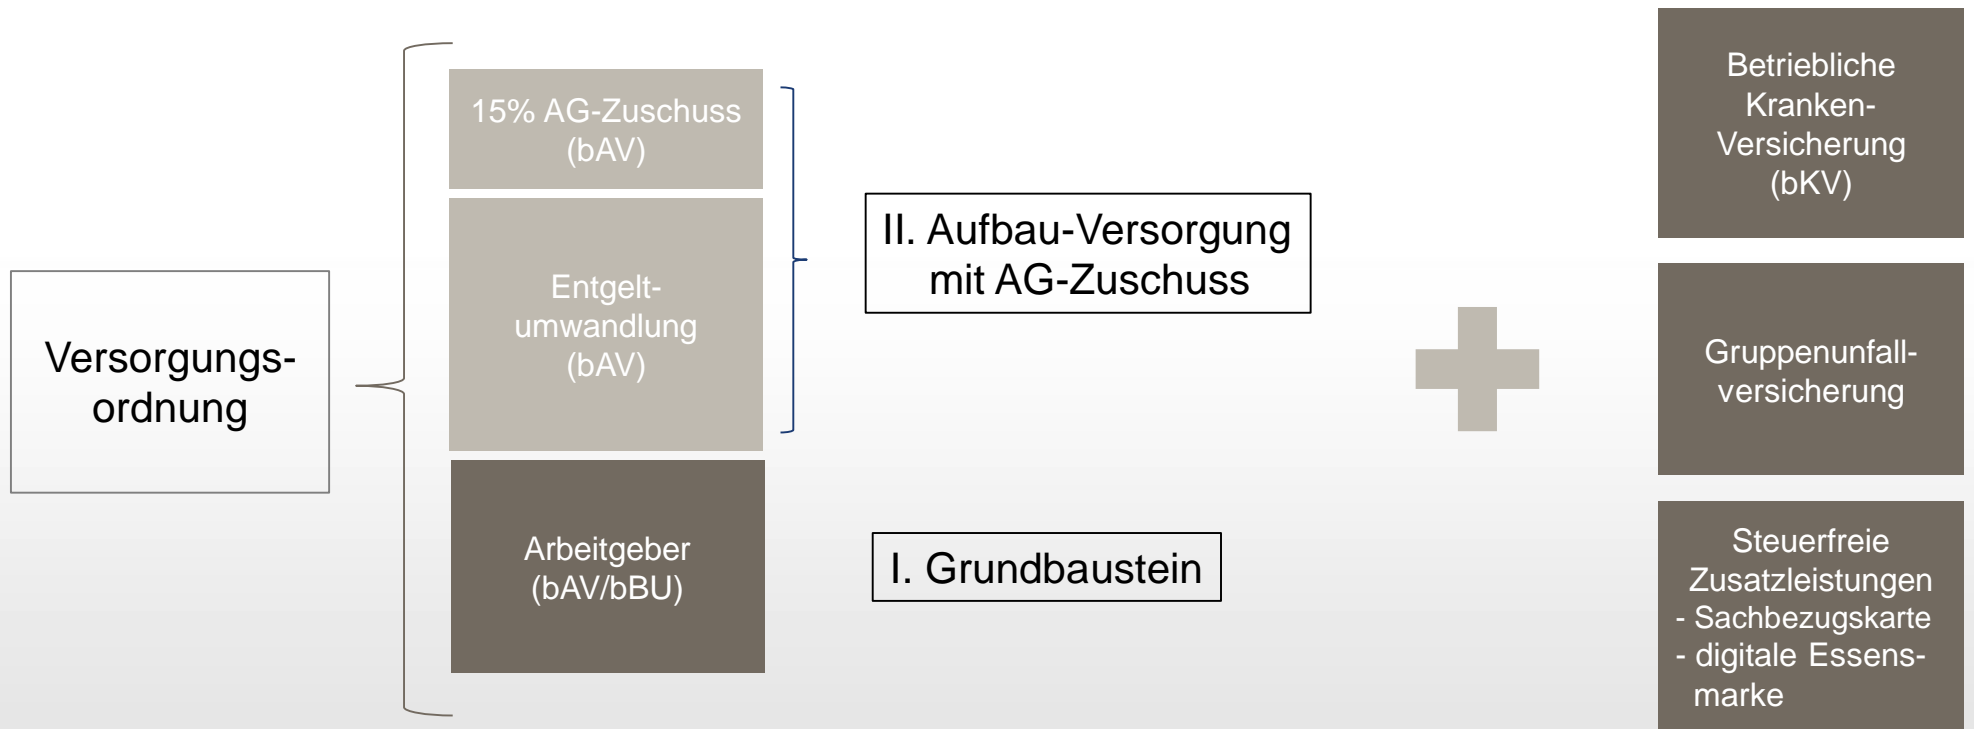 Versorgungs-
ordnung
15% AG-Zuschuss
(bAV)
Entgelt-
umwandlung
(bAV)
Arbeitgeber
(bAV/bBU)
II. Aufbau-Versorgung
mit AG-Zuschuss
I. Grundbaustein
Betriebliche
Kranken-
Versicherung
(bKV)
Gruppenunfall-
versicherung
Steuerfreie
Zusatzleistungen
- Sachbezugskarte
- digitale Essens-
marke